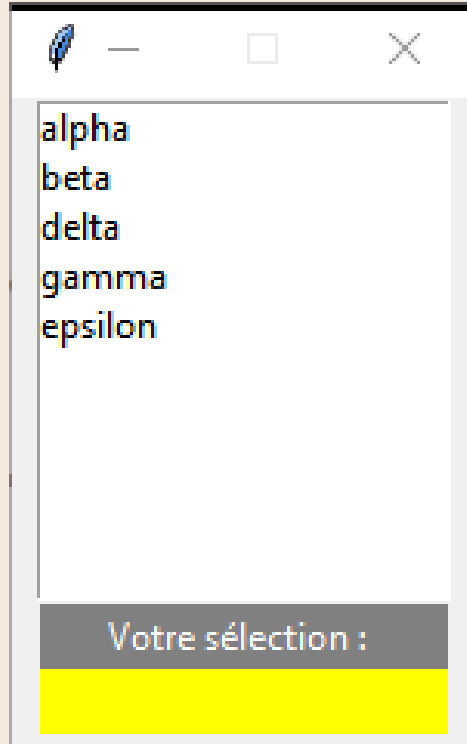 alpha
beta
delta
gamma
epsilon
Votre sélection :